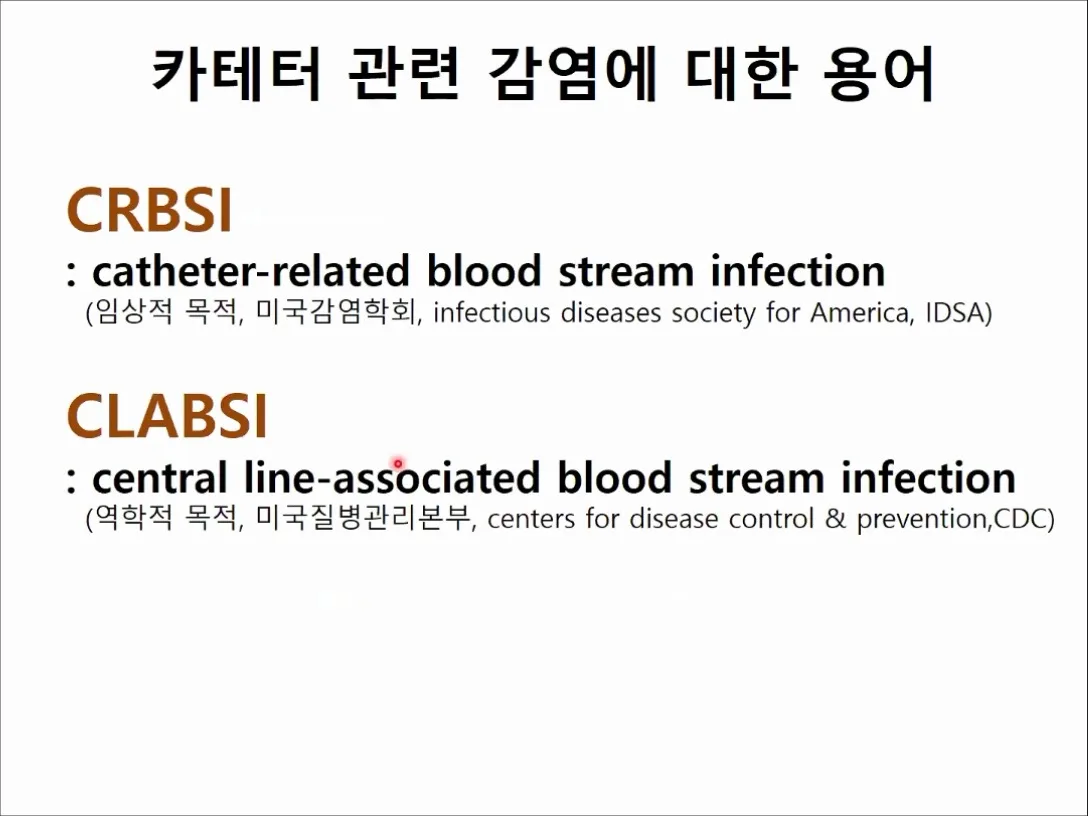 카테터 관련 감염에 대한 용어
CRBSI
: catheter-related blood stream infection
(임상적 목적, 미국감염학회, infectious diseases society for America, IDSA)
CLABSI
: central line-associated blood stream infection
(역학적 목적, 미국질병관리본부, centers for disease control & prevention,CDC)